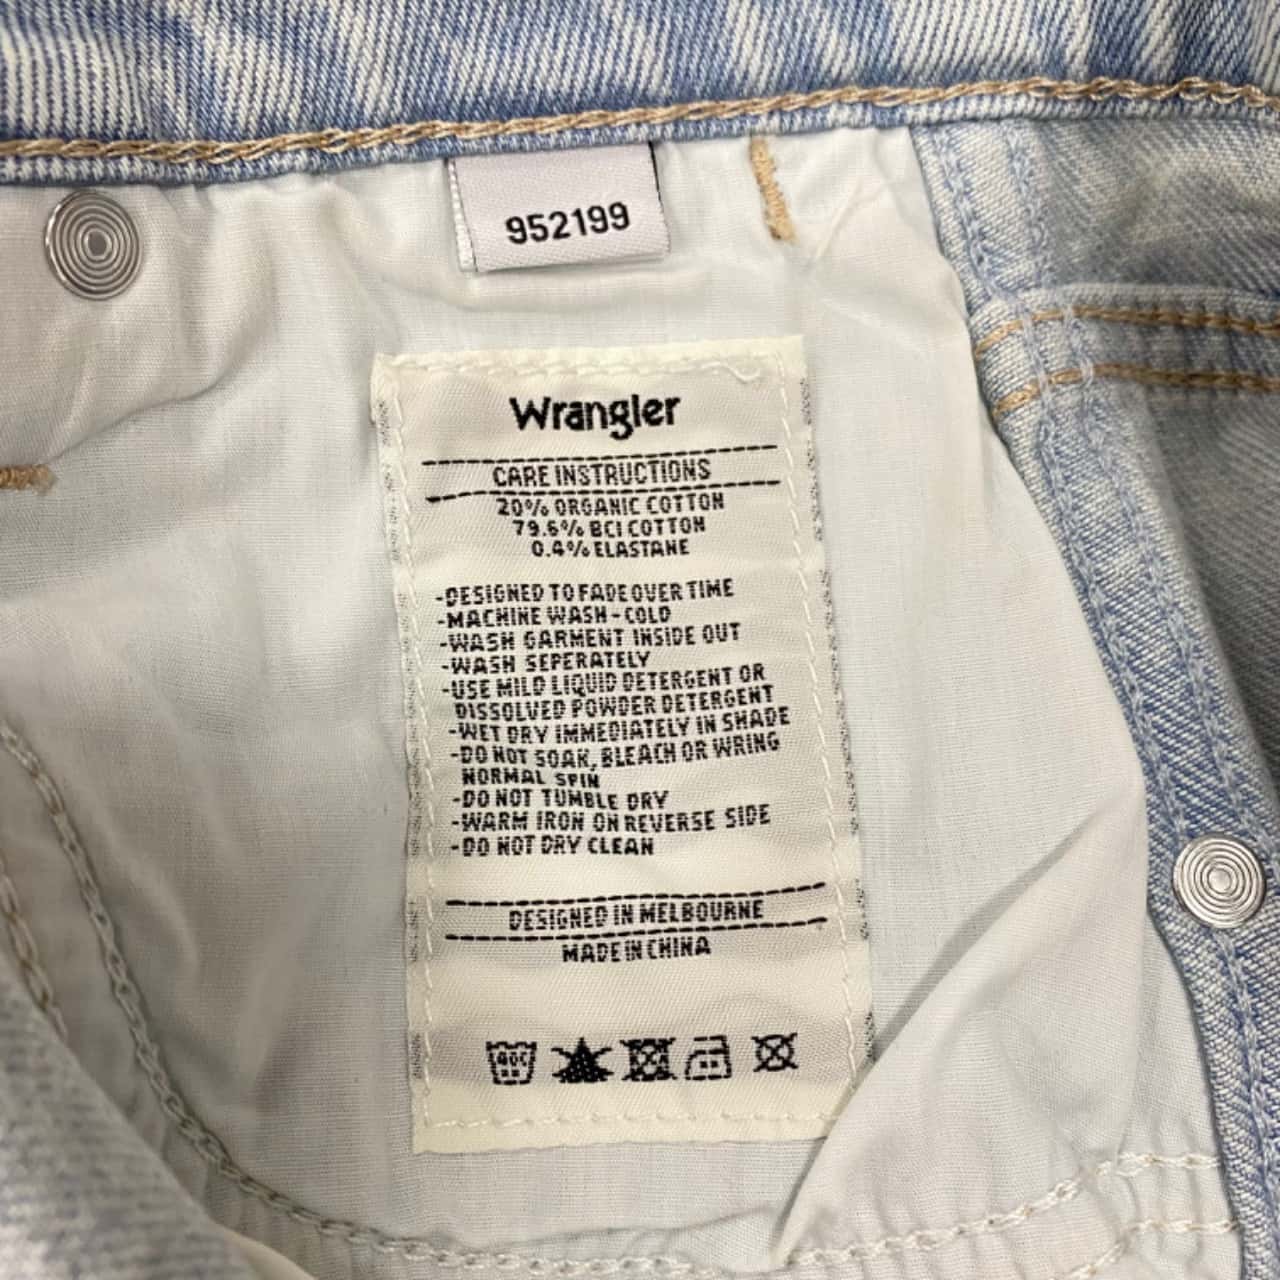 952199
Wrangler
CARE INSTRUCTIONS
20% ORGANIC COTTON
79.6% BCI COTTON
0.4% ELASTANE
-DESIGNED TO FADE OVER TIME
-MACHINE WASH - COLD
-WASH GARMENT INSIDE OUT
-WASH SEPERATELY
-USE MILD LIQUID DETERGENT OR
DISSOLVED POWDER DETERGENT
-WET DRY IMMEDIATELY IN SHADE
-DO NOT SOAK, BLEACH OR WRING
NORMAL SPIN
-DO NOT TUMBLE DRY
-WARM IRON ON REVERSE SIDE
-DO NOT DRY CLEAN
DESIGNED IN MELBOURNE
MADE IN CHINA